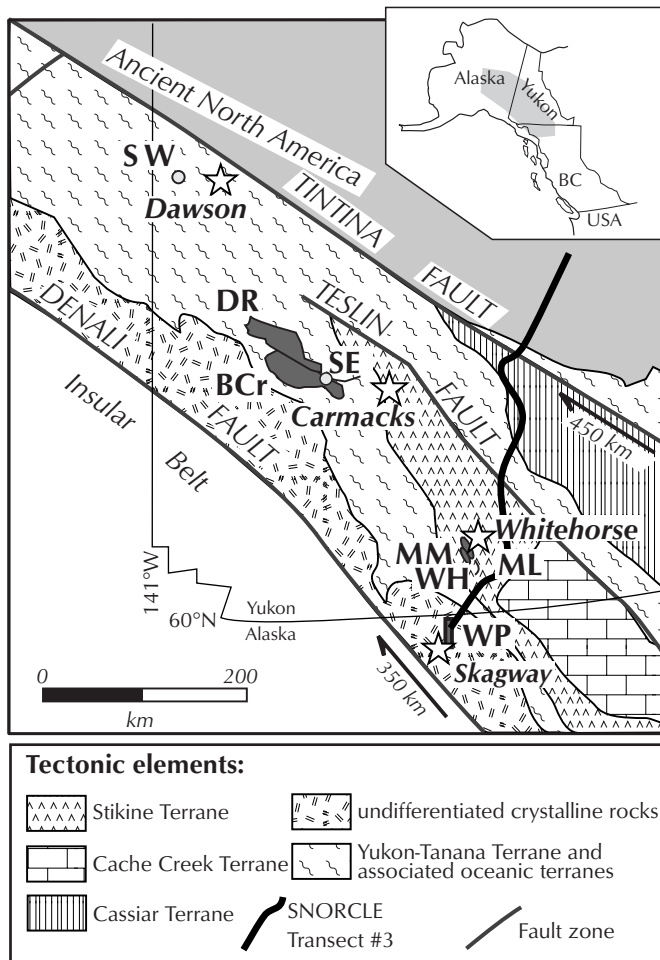 Alaska
Yukon
BC
USA
Ancient North America
SW
Dawson
TINTINA
FAULT
DR
TESLIN
FAULT
DENALI
FAULT
SE
BCr
Carmacks
Insular
Belt
450 km
Whitehorse
MM
WH
ML
141°W
60°N
Yukon
Alaska
WP
Skagway
350 km
0
200
km
Tectonic elements:
Stikine Terrane
undifferentiated crystalline rocks
Cache Creek Terrane
Yukon-Tanana Terrane and
associated oceanic terranes
Cassiar Terrane
SNORCLE
Transect #3
Fault zone